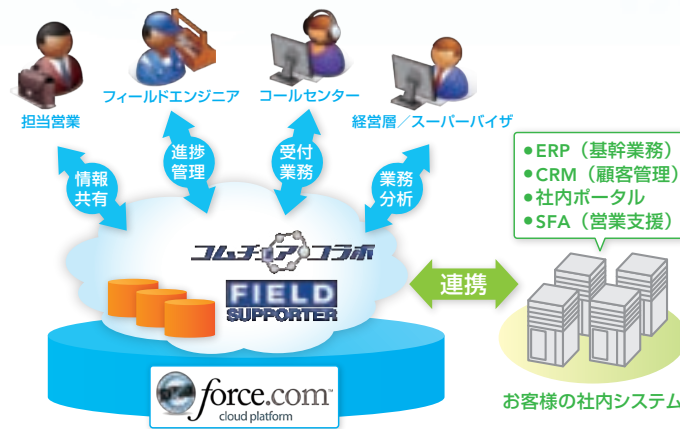 担当営業
フィールドエンジニア
コールセンター
経営層／スーパーバイザ
情報
共有
進捗
管理
受付
業務
業務
分析
●ERP（基幹業務）
●CRM（顧客管理）
●社内ポータル
●SFA（営業支援）
コムチュアコラボ
FIELD
SUPPORTER
連携
force.com™
cloud platform
お客様の社内システム